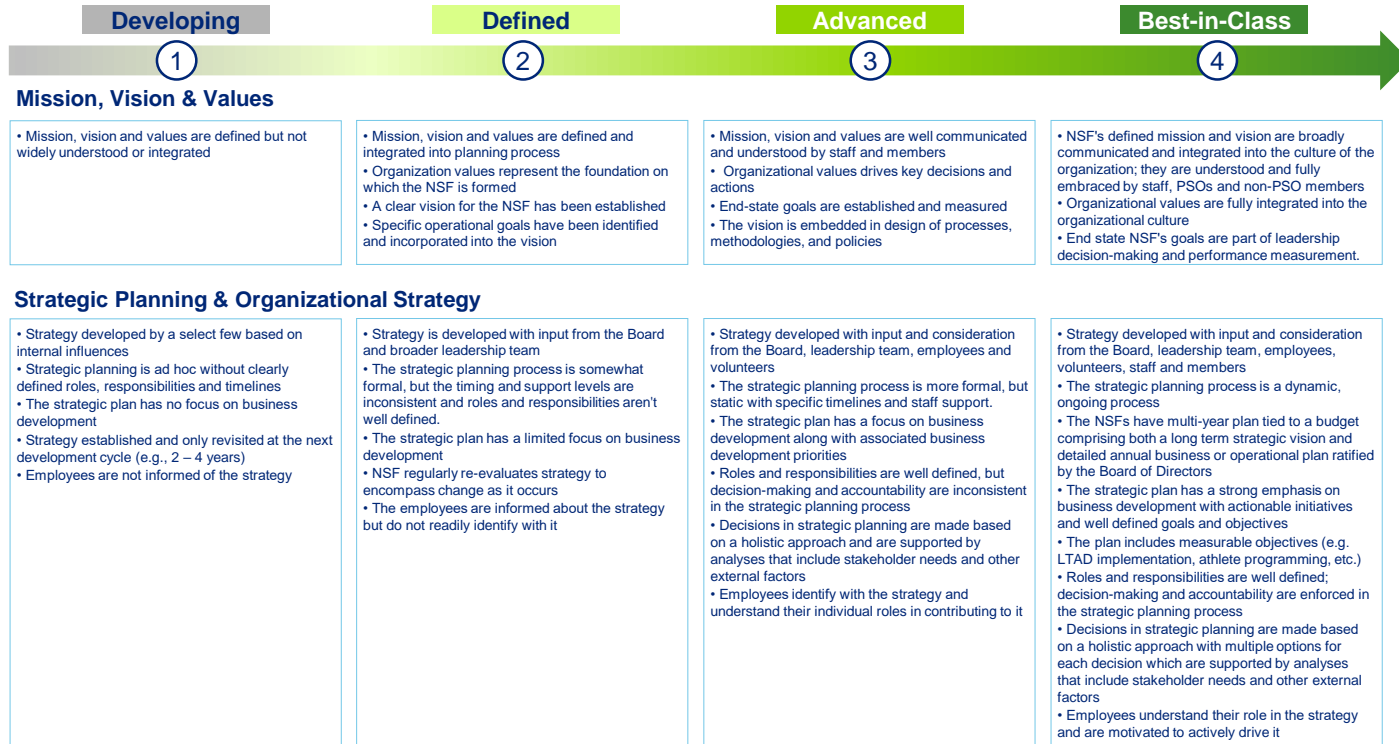 Developing
Defined
Advanced
Best-in-Class
1
2
3
4
Mission, Vision & Values
• Mission, vision and values are defined but not
widely understood or integrated
• Mission, vision and values are defined and
integrated into planning process
• Organization values represent the foundation on
which the NSF is formed
• A clear vision for the NSF has been established
• Specific operational goals have been identified
and incorporated into the vision
• Mission, vision and values are well communicated
and understood by staff and members
• Organizational values drives key decisions and
actions
• End-state goals are established and measured
• The vision is embedded in design of processes,
methodologies, and policies
• NSF's defined mission and vision are broadly
communicated and integrated into the culture of the
organization; they are understood and fully
embraced by staff, PSOs and non-PSO members
• Organizational values are fully integrated into the
organizational culture
• End state NSF's goals are part of leadership
decision-making and performance measurement.
Strategic Planning & Organizational Strategy
• Strategy developed by a select few based on
internal influences
• Strategic planning is ad hoc without clearly
defined roles, responsibilities and timelines
• The strategic plan has no focus on business
development
• Strategy established and only revisited at the next
development cycle (e.g., 2 – 4 years)
• Employees are not informed of the strategy
• Strategy is developed with input from the Board
and broader leadership team
• The strategic planning process is somewhat
formal, but the timing and support levels are
inconsistent and roles and responsibilities aren't
well defined.
• The strategic plan has a limited focus on business
development
• NSF regularly re-evaluates strategy to
encompass change as it occurs
• The employees are informed about the strategy
but do not readily identify with it
• Strategy developed with input and consideration
from the Board, leadership team, employees and
volunteers
• The strategic planning process is more formal, but
static with specific timelines and staff support.
• The strategic plan has a focus on business
development along with associated business
development priorities
• Roles and responsibilities are well defined, but
decision-making and accountability are inconsistent
in the strategic planning process
• Decisions in strategic planning are made based
on a holistic approach and are supported by
analyses that include stakeholder needs and other
external factors
• Employees identify with the strategy and
understand their individual roles in contributing to it
• Strategy developed with input and consideration
from the Board, leadership team, employees,
volunteers, staff and members
• The strategic planning process is a dynamic,
ongoing process
• The NSFs have multi-year plan tied to a budget
comprising both a long term strategic vision and
detailed annual business or operational plan ratified
by the Board of Directors
• The strategic plan has a strong emphasis on
business development with actionable initiatives
and well defined goals and objectives
• The plan includes measurable objectives (e.g.
LTAD implementation, athlete programming, etc.)
• Roles and responsibilities are well defined;
decision-making and accountability are enforced in
the strategic planning process
• Decisions in strategic planning are made based
on a holistic approach with multiple options for
each decision which are supported by analyses
that include stakeholder needs and other external
factors
• Employees understand their role in the strategy
and are motivated to actively drive it